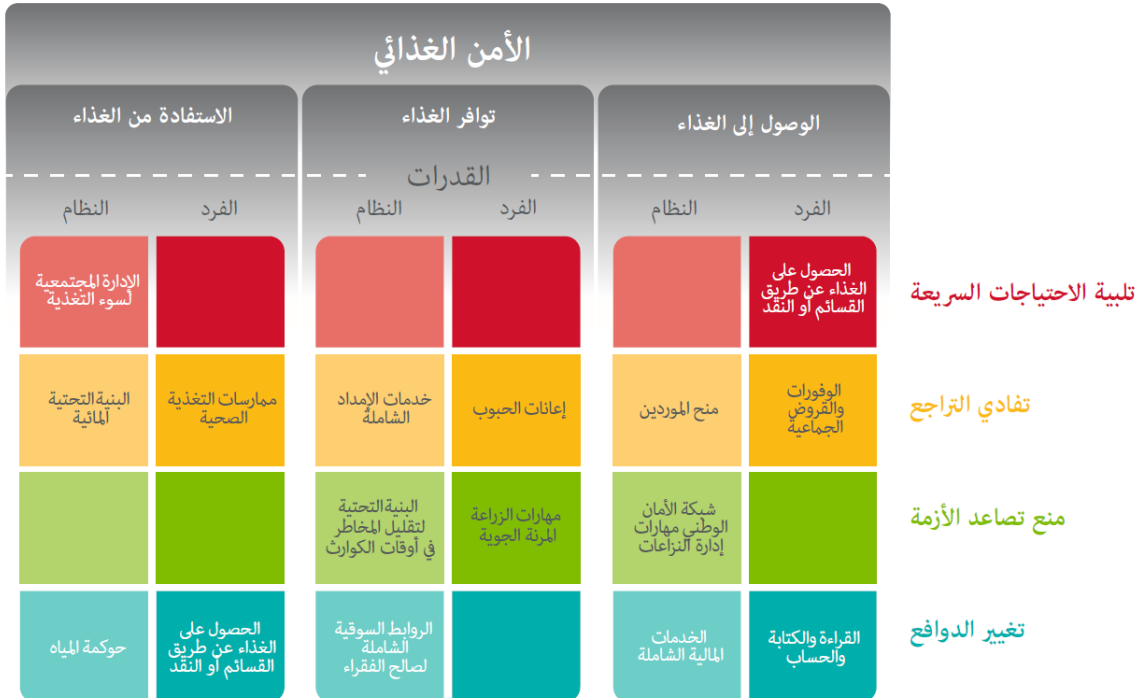 الأمن الغذائي
الوصول إلى الغذاء
توافر الغذاء
الاستفادة من الغذاء
القدرات
الفرد
النظام
الفرد
النظام
الفرد
النظام
تلبية الاحتياجات السريعة
الحصول على
الغذاء عن طريق
القسائم أو النقد
الإدارة المجتمعية
لسوء التغذية
تفادي التراجع
الوفورات
والقروض
الجماعية
منح الموردين
إعانات الحبوب
خدمات الإمداد
الشاملة
ممارسات التغذية
الصحية
البنية التحتية
المائية
منع تصاعد الأزمة
شبكة الأمان
الوطني مهارات
إدارة النزاعات
مهارات الزراعة
المرنة الجوية
البنية التحتية
لتقليل المخاطر
في أوقات الكوارث
تغيير الدوافع
القراءة والكتابة
والحساب
الخدمات
المالية الشاملة
الروابط السوقية
الشاملة
لصالح الفقراء
الحصول على
الغذاء عن طريق
القسائم أو النقد
حوكمة المياه